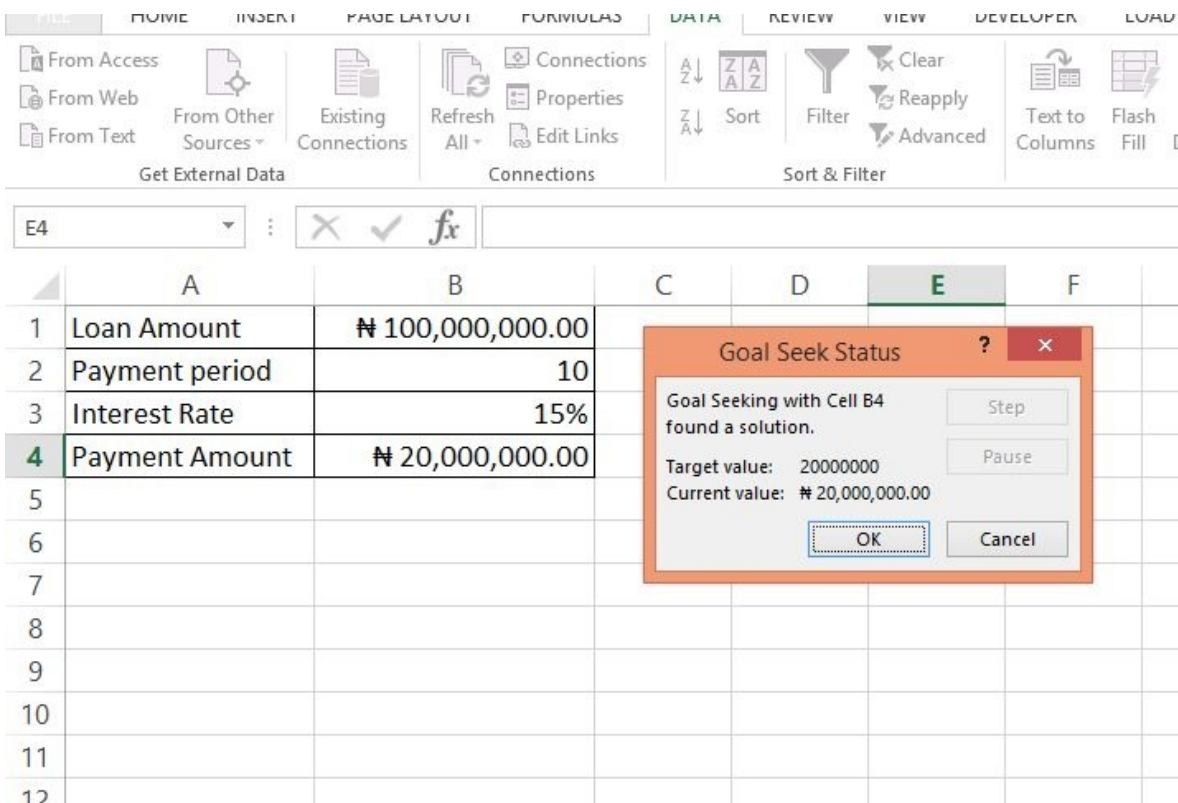 FILE HOME INSERT PAGE LAYOUT FORMULAS DATA REVIEW VIEW DEVELOPER LOAD
From Access
From Web
From Text
From Other
Sources
Get External Data
Existing
Connections
Refresh
All
Connections
Properties
Edit Links
Connections
A
Z
Z
A
Z A
A Z
Sort
Filter
Clear
Reapply
Advanced
Sort & Filter
Text to
Columns
Flash
Fill
E4
fx
A B C D E F
1 Loan Amount ₦ 100,000,000.00
2 Payment period 10
3 Interest Rate 15%
4 Payment Amount ₦ 20,000,000.00
5
6
7
8
9
10
11
12
Goal Seek Status ? ×
Goal Seeking with Cell B4
found a solution.
Target value: 20000000
Current value: ₦ 20,000,000.00
Step
Pause
OK
Cancel